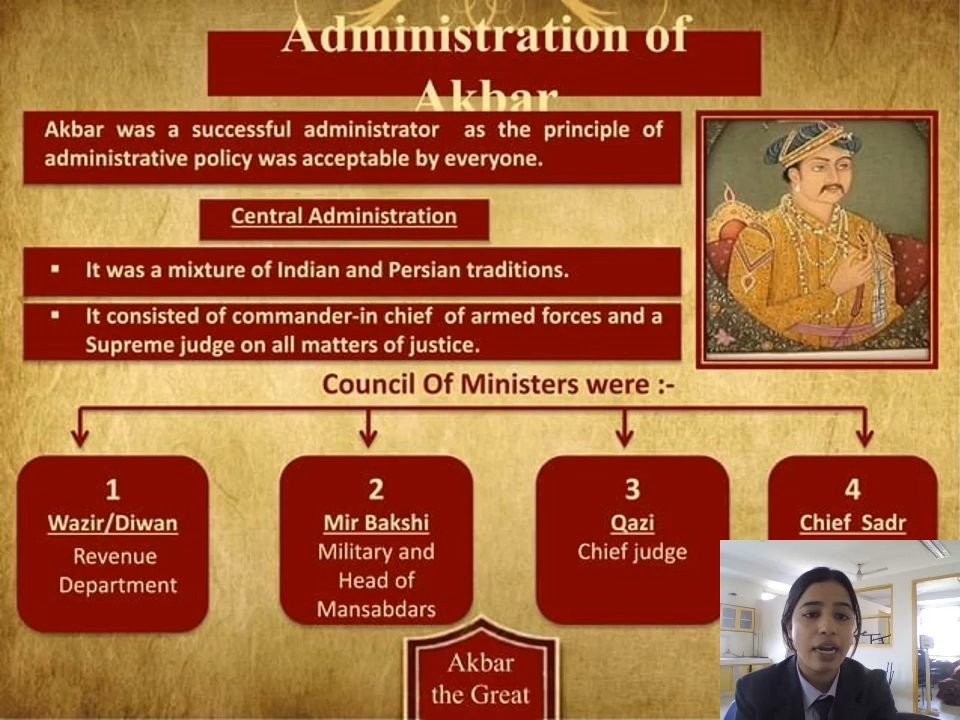 Administration of
Akbar
Akbar was a successful administrator as the principle of
administrative policy was acceptable by everyone.
Central Administration
▪ It was a mixture of Indian and Persian traditions.
▪ It consisted of commander-in chief of armed forces and a
Supreme judge on all matters of justice.
Council Of Ministers were :-
1
Wazir/Diwan
Revenue
Department
2
Mir Bakshi
Military and
Head of
Mansabdars
3
Qazi
Chief judge
4
Chief Sadr
Akbar
the Great